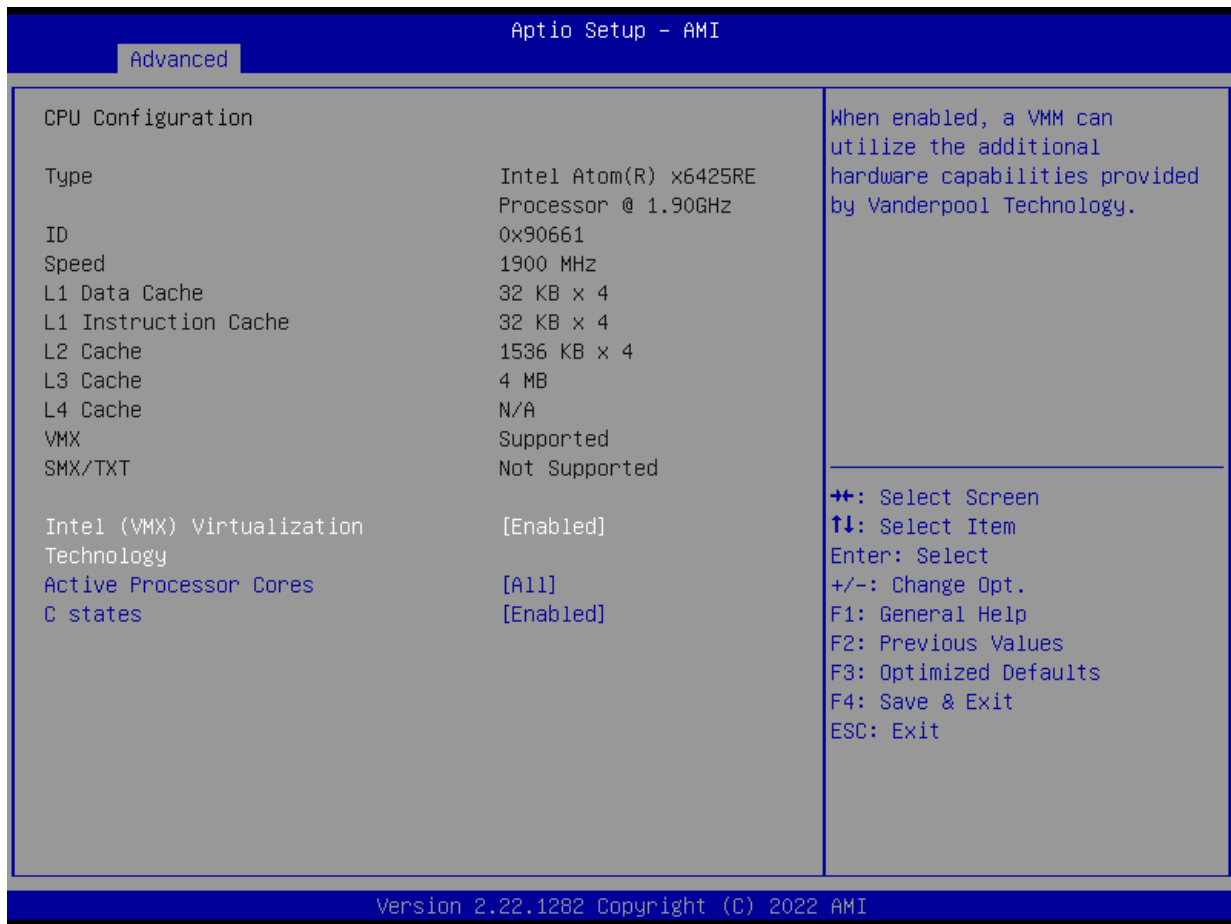 Aptio Setup – AMI
Advanced
CPU Configuration
Type Intel Atom(R) x6425RE
Processor @ 1.90GHz
ID 0x90661
Speed 1900 MHz
L1 Data Cache 32 KB x 4
L1 Instruction Cache 32 KB x 4
L2 Cache 1536 KB x 4
L3 Cache 4 MB
L4 Cache N/A
VMX Supported
SMX/TXT Not Supported
Intel (VMX) Virtualization [Enabled]
Technology
Active Processor Cores [All]
C states [Enabled]
When enabled, a VMM can
utilize the additional
hardware capabilities provided
by Vanderpool Technology.
→←: Select Screen
↑↓: Select Item
Enter: Select
+/-: Change Opt.
F1: General Help
F2: Previous Values
F3: Optimized Defaults
F4: Save & Exit
ESC: Exit
Version 2.22.1282 Copyright (C) 2022 AMI